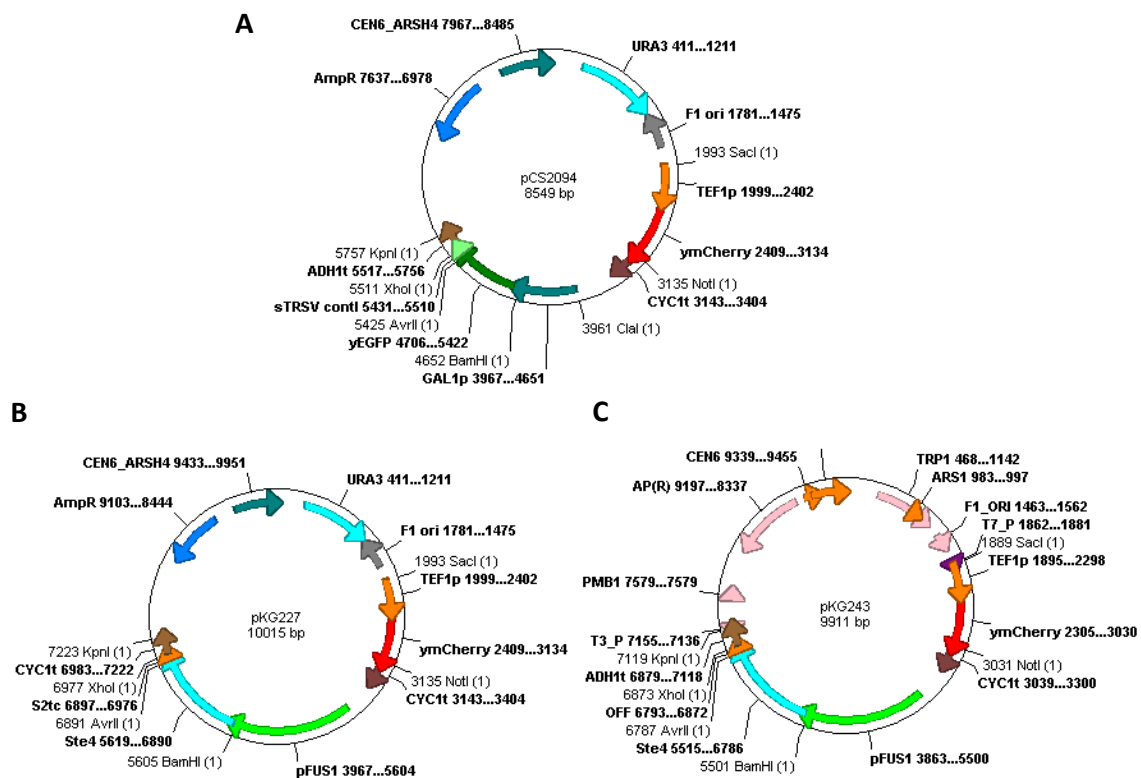 A
CEN6_ARSH4 7967...8485
URA3 411...1211
AmpR 7637...6978
F1 ori 1781...1475
1993 SacI (1)
pCS2094
8549 bp
TEF1p 1999...2402
ymCherry 2409...3134
5757 KpnI (1)
ADH1t 5517...5756
3135 NotI (1)
5511 XhoI (1)
CYC1t 3143...3404
sTRSV contl 5431...5510
5425 AvrII (1)
3961 ClaI (1)
yEGFP 4706...5422
4652 BamHI (1)
GAL1p 3967...4651
B
CEN6_ARSH4 9433...9951
URA3 411...1211
AmpR 9103...8444
F1 ori 1781...1475
1993 SacI (1)
TEF1p 1999...2402
pKG227
10015 bp
ymCherry 2409...3134
7223 KpnI (1)
CYC1t 6983...7222
3135 NotI (1)
6977 XhoI (1)
CYC1t 3143...3404
S2tc 6897...6976
6891 AvrII (1)
Ste4 5619...6890
5605 BamHI (1)
pFUS1 3967...5604
C
CEN6 9339...9455
TRP1 468...1142
ARS1 983...997
AP(R) 9197...8337
F1_ORI 1463...1562
T7_P 1862...1881
1889 SacI (1)
TEF1p 1895...2298
PMB1 7579...7579
pKG243
9911 bp
ymCherry 2305...3030
T3_P 7155...7136
7119 KpnI (1)
3031 NotI (1)
ADH1t 6879...7118
CYC1t 3039...3300
6873 XhoI (1)
OFF 6793...6872
6787 AvrII (1)
Ste4 5515...6786
5501 BamHI (1)
pFUS1 3863...5500